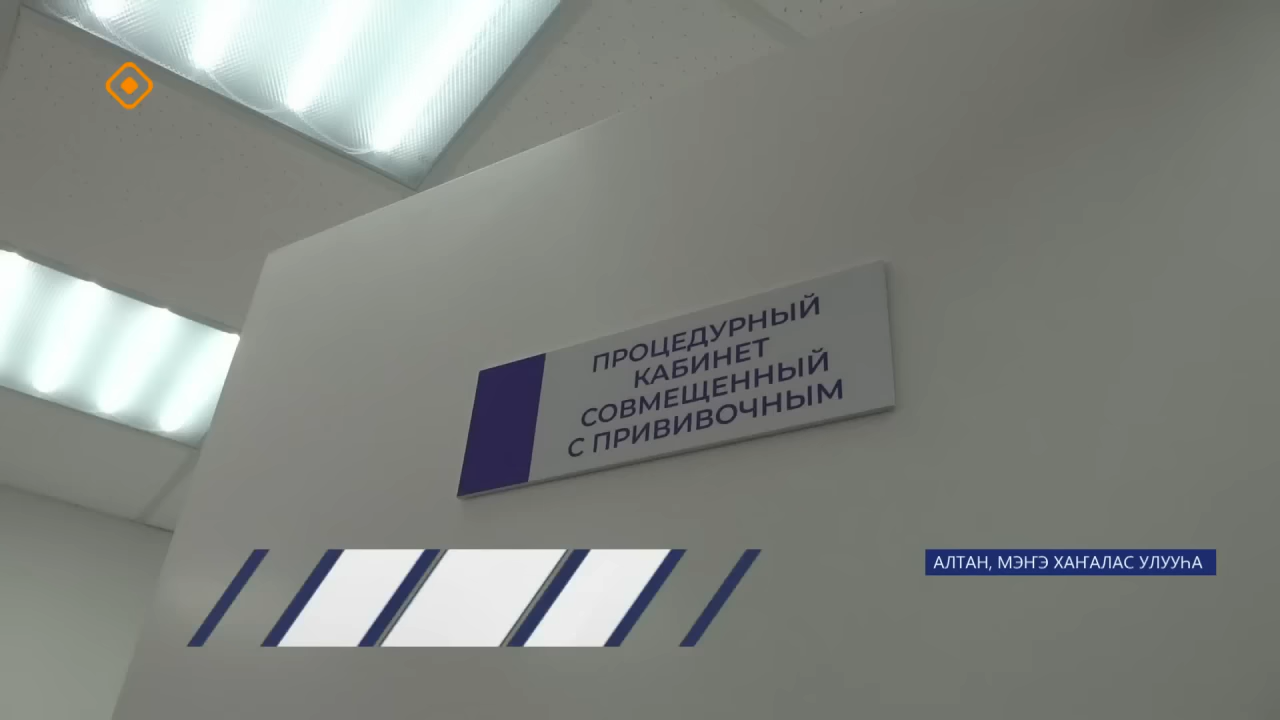 ПРОЦЕДУРНЫЙ
КАБИНЕТ
СОВМЕЩЕННЫЙ
С ПРИВИВОЧНЫМ
АЛТАН, МЭҤЭ ХАҤАЛАС УЛУУҺА